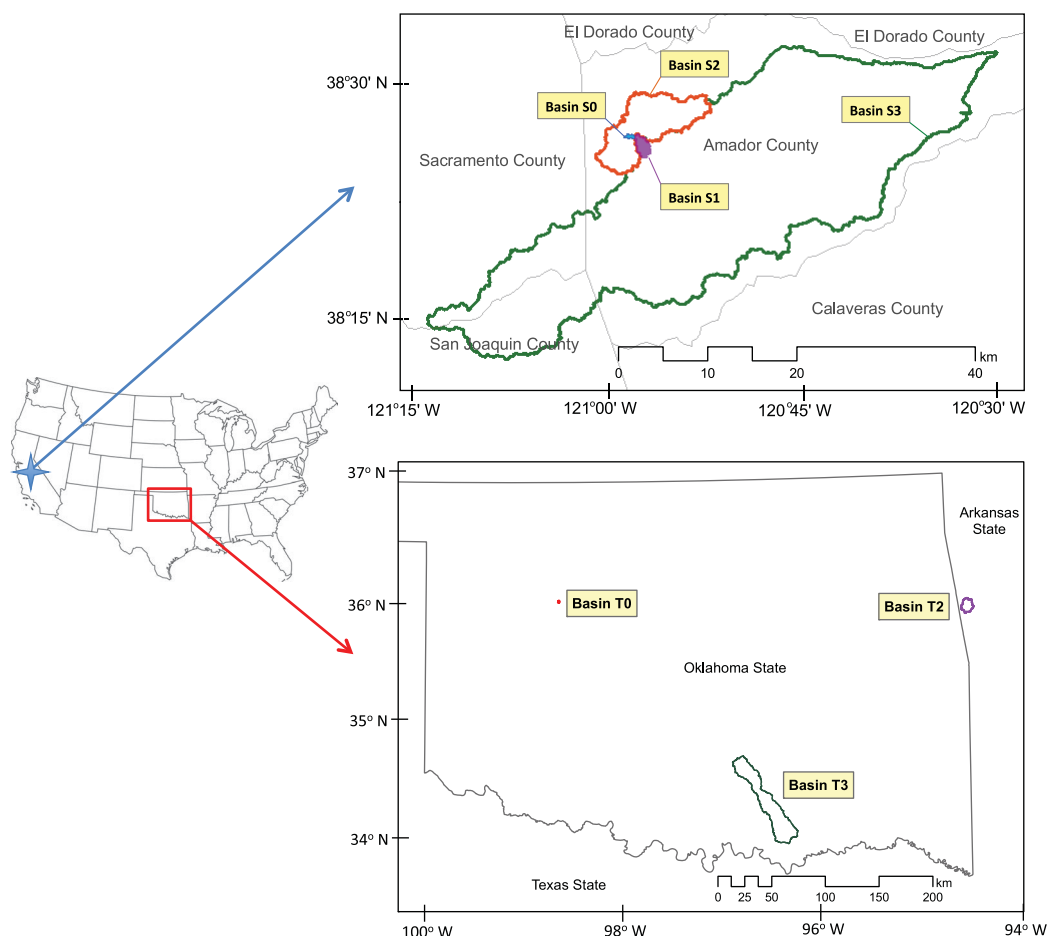 El Dorado County
El Dorado County
Basin S2
38°30' N
Basin S0
Basin S3
Amador County
Sacramento County
Basin S1
Calaveras County
38°15' N
San Joaquin County
km
0
10
20
40
121°15' W
121°00' W
120°45' W
120°30' W
37° N
Arkansas
State
36° N
Basin T0
Basin T2
Oklahoma State
35° N
Basin T3
34° N
Texas State
km
0
25
50
100
150
200
100° W
98° W
96° W
94° W